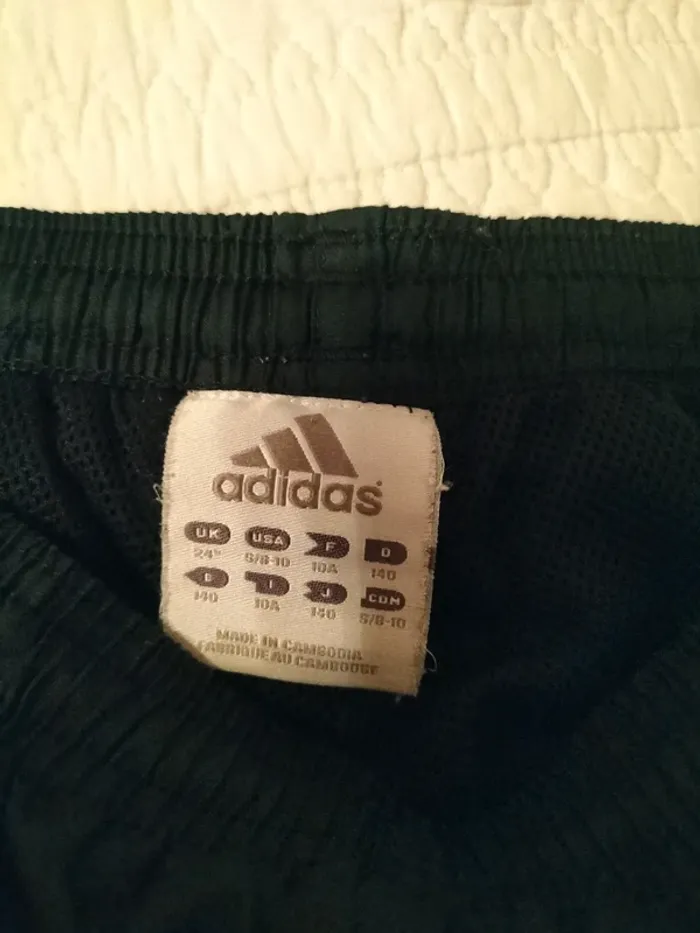 adidas
UK USA F D
24" S/8-10 10A 140
E I J CDN
140 10A 140 S/8-10
MADE IN CAMBODIA
FABRIQUE AU CAMBODGE